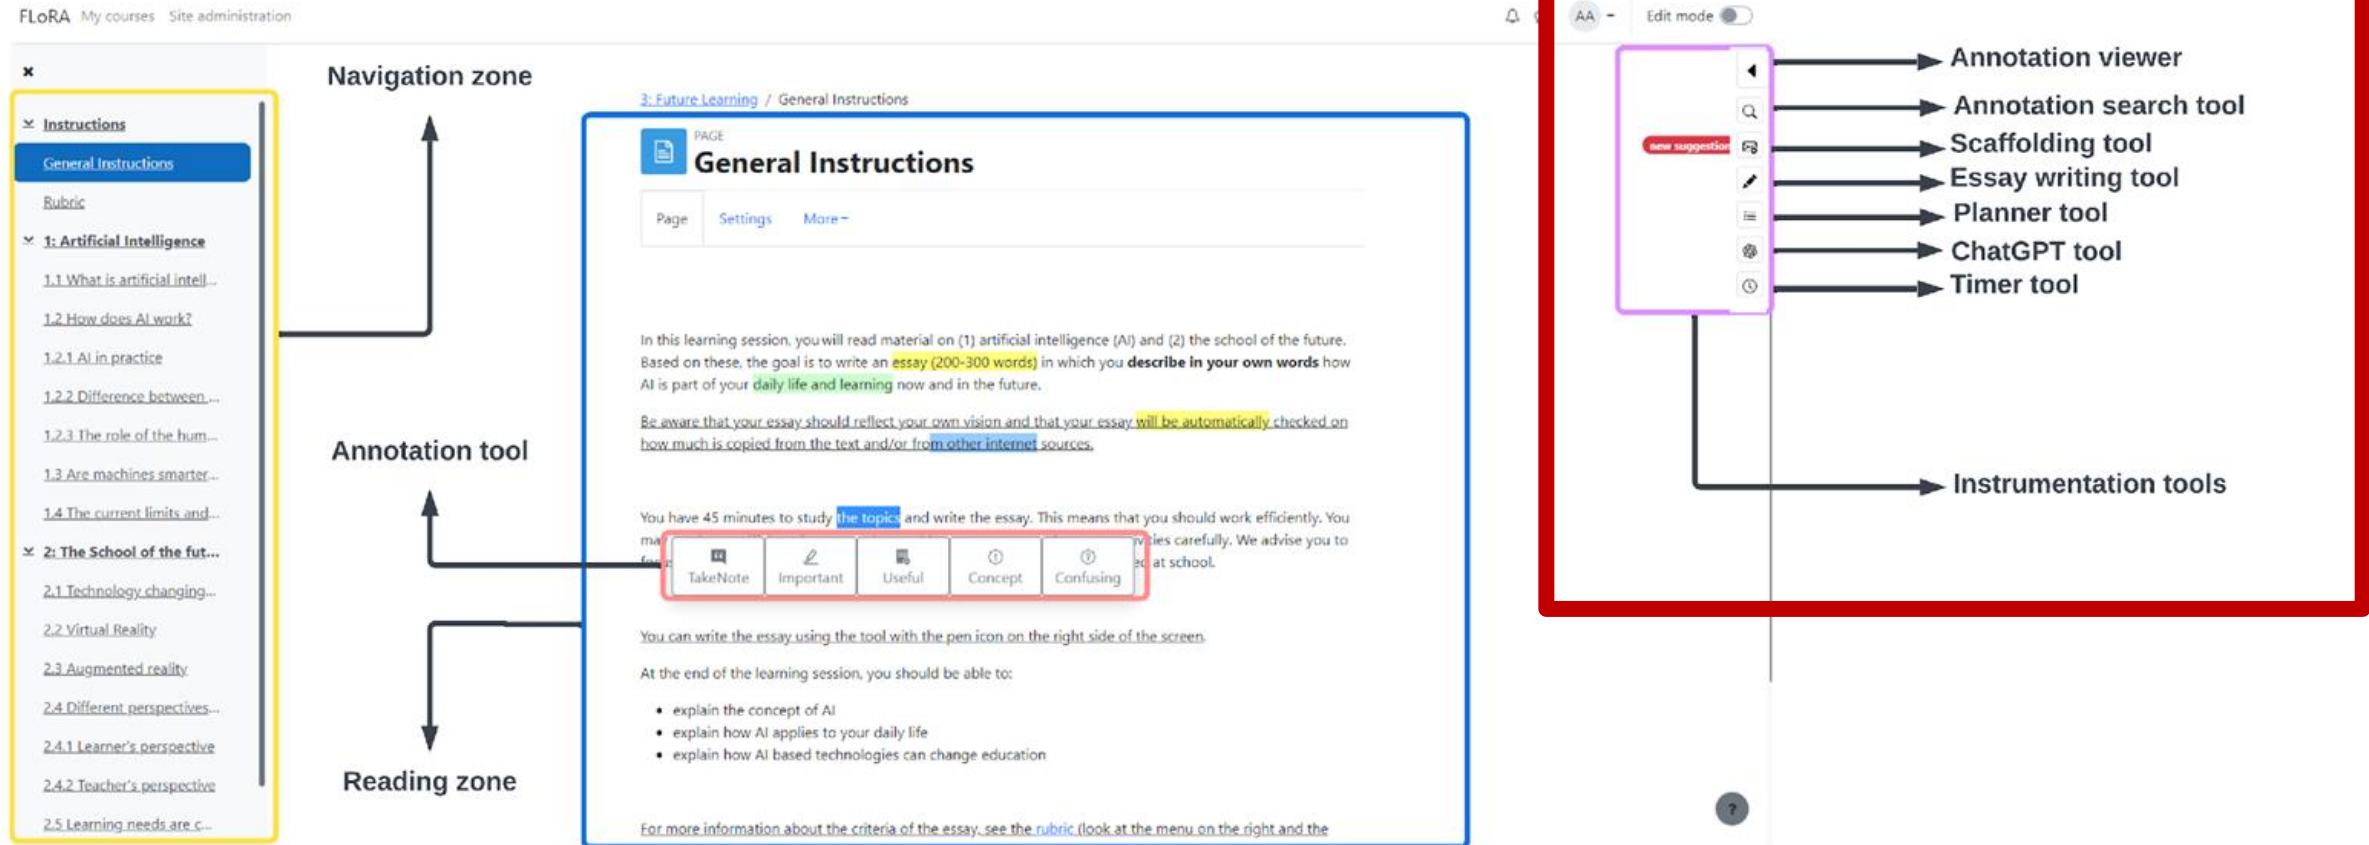 FLoRA My courses Site administration
AA
Edit mode
Navigation zone
Instructions
General Instructions
Rubric
1: Artificial Intelligence
1.1 What is artificial intell...
1.2 How does AI work?
1.2.1 AI in practice
1.2.2 Difference between ...
1.2.3 The role of the hum...
1.3 Are machines smarter...
1.4 The current limits and...
2: The School of the fut...
2.1 Technology changing...
2.2 Virtual Reality
2.3 Augmented reality
2.4 Different perspectives...
2.4.1 Learner's perspective
2.4.2 Teacher's perspective
2.5 Learning needs are c...
Annotation tool
Reading zone
3: Future Learning / General Instructions
PAGE
General Instructions
Page Settings More
In this learning session, you will read material on (1) artificial intelligence (AI) and (2) the school of the future.
Based on these, the goal is to write an essay (200-300 words) in which you describe in your own words how
AI is part of your daily life and learning now and in the future.
Be aware that your essay should reflect your own vision and that your essay will be automatically checked on
how much is copied from the text and/or from other internet sources.
You have 45 minutes to study the topics and write the essay. This means that you should work efficiently. You
carefully. We advise you to
at school.
TakeNote Important Useful Concept Confusing
You can write the essay using the tool with the pen icon on the right side of the screen.
At the end of the learning session, you should be able to:
• explain the concept of AI
• explain how AI applies to your daily life
• explain how AI based technologies can change education
For more information about the criteria of the essay, see the rubric (look at the menu on the right and the
new suggestion
Annotation viewer
Annotation search tool
Scaffolding tool
Essay writing tool
Planner tool
ChatGPT tool
Timer tool
Instrumentation tools
?